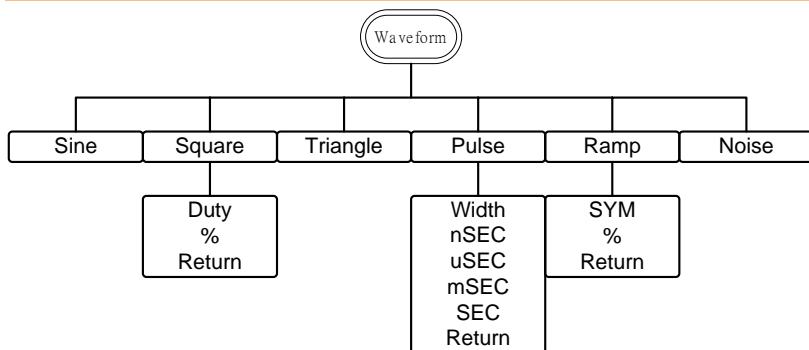 Waveform
Sine Square Triangle Pulse Ramp Noise
Duty
%
Return
Width
nSEC
uSEC
mSEC
SEC
Return
SYM
%
Return